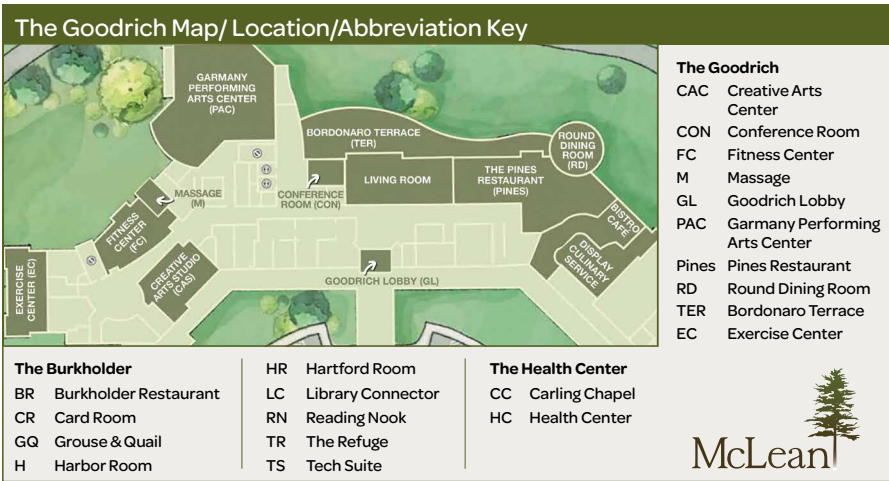 The Goodrich Map/ Location/Abbreviation Key
GARMANY
PERFORMING
ARTS CENTER
(PAC)
BORDONARO TERRACE
(TER)
ROUND
DINING
ROOM
(RD)
MASSAGE
(M)
CONFERENCE
ROOM (CON)
LIVING ROOM
THE PINES
RESTAURANT
(PINES)
BISTRO
CAFÉ
FITNESS
CENTER
(FC)
DISPLAY
CULINARY
SERVICE
EXERCISE
CENTER (EC)
CREATIVE
ARTS STUDIO
(CAS)
GOODRICH LOBBY (GL)
The Goodrich
CAC Creative Arts
Center
CON Conference Room
FC Fitness Center
M Massage
GL Goodrich Lobby
PAC Garmany Performing
Arts Center
Pines Pines Restaurant
RD Round Dining Room
TER Bordonaro Terrace
EC Exercise Center
The Burkholder
BR Burkholder Restaurant
CR Card Room
GQ Grouse & Quail
H Harbor Room
HR Hartford Room
LC Library Connector
RN Reading Nook
TR The Refuge
TS Tech Suite
The Health Center
CC Carling Chapel
HC Health Center
McLean